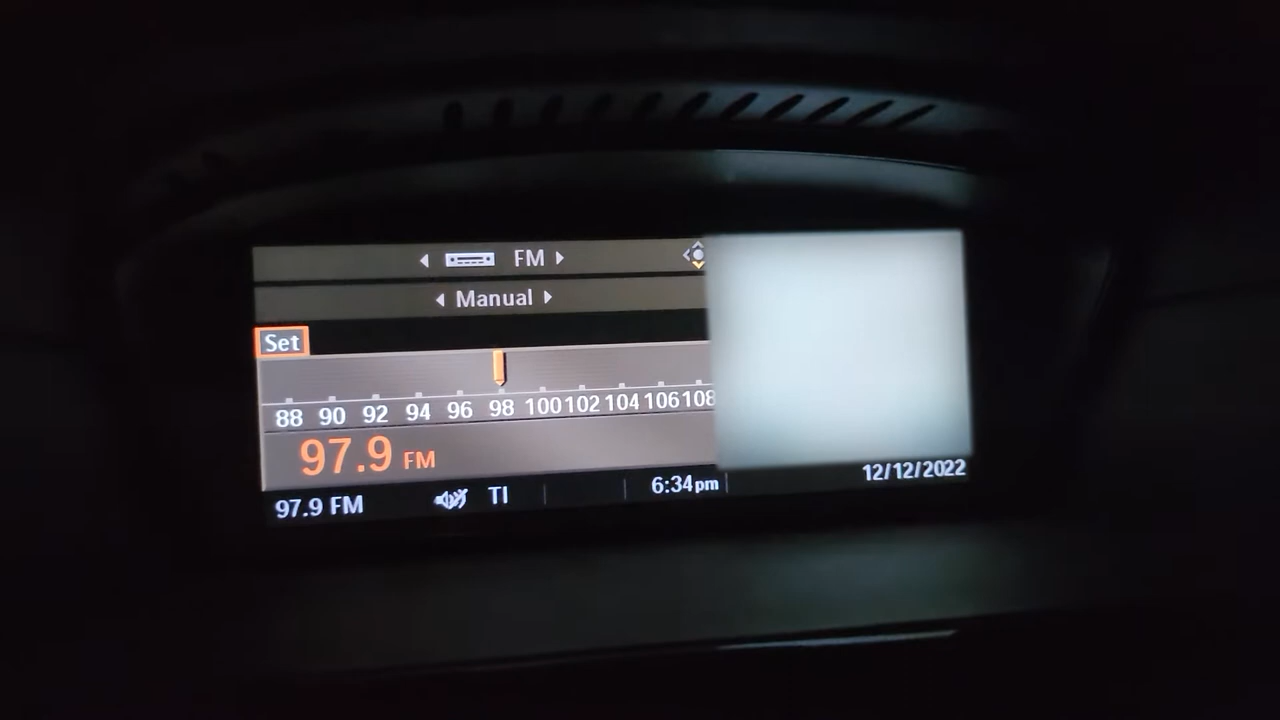 FM
Manual
Set
88 90 92 94 96 98 100 102 104 106 108
97.9 FM
97.9 FM TI 6:34pm 12/12/2022